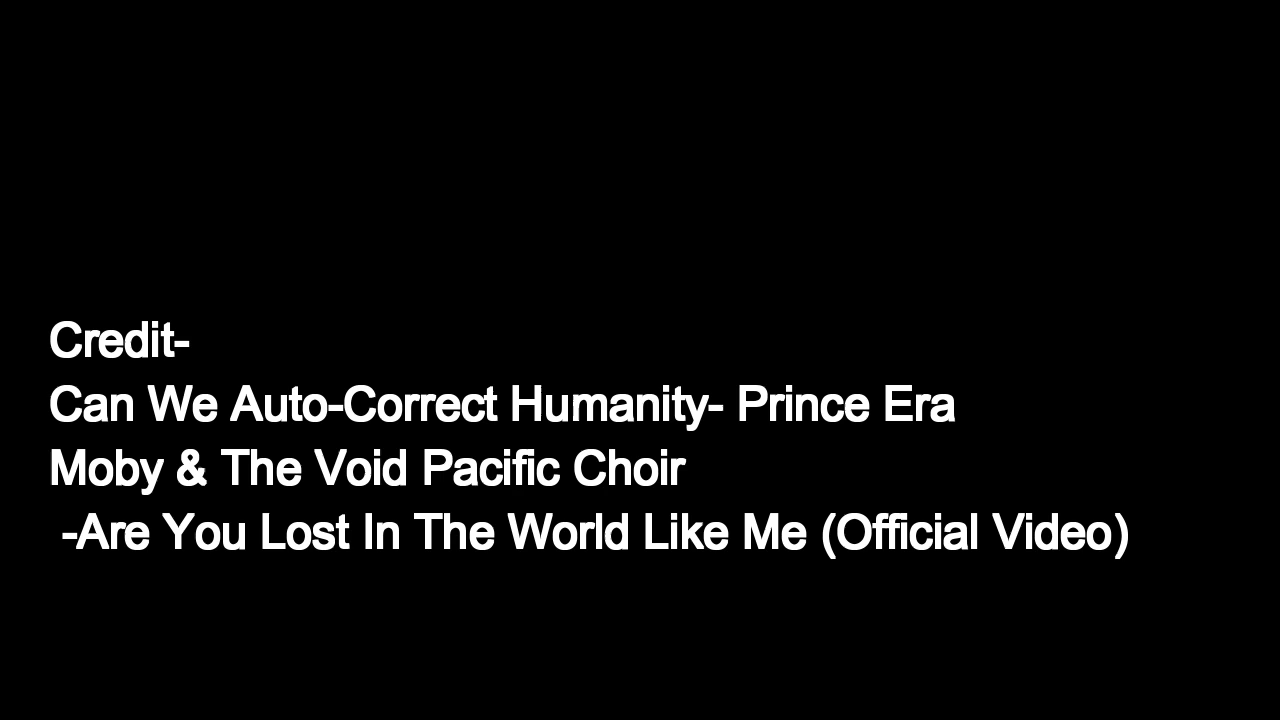 Credit-
Can We Auto-Correct Humanity- Prince Era
Moby & The Void Pacific Choir
-Are You Lost In The World Like Me (Official Video)